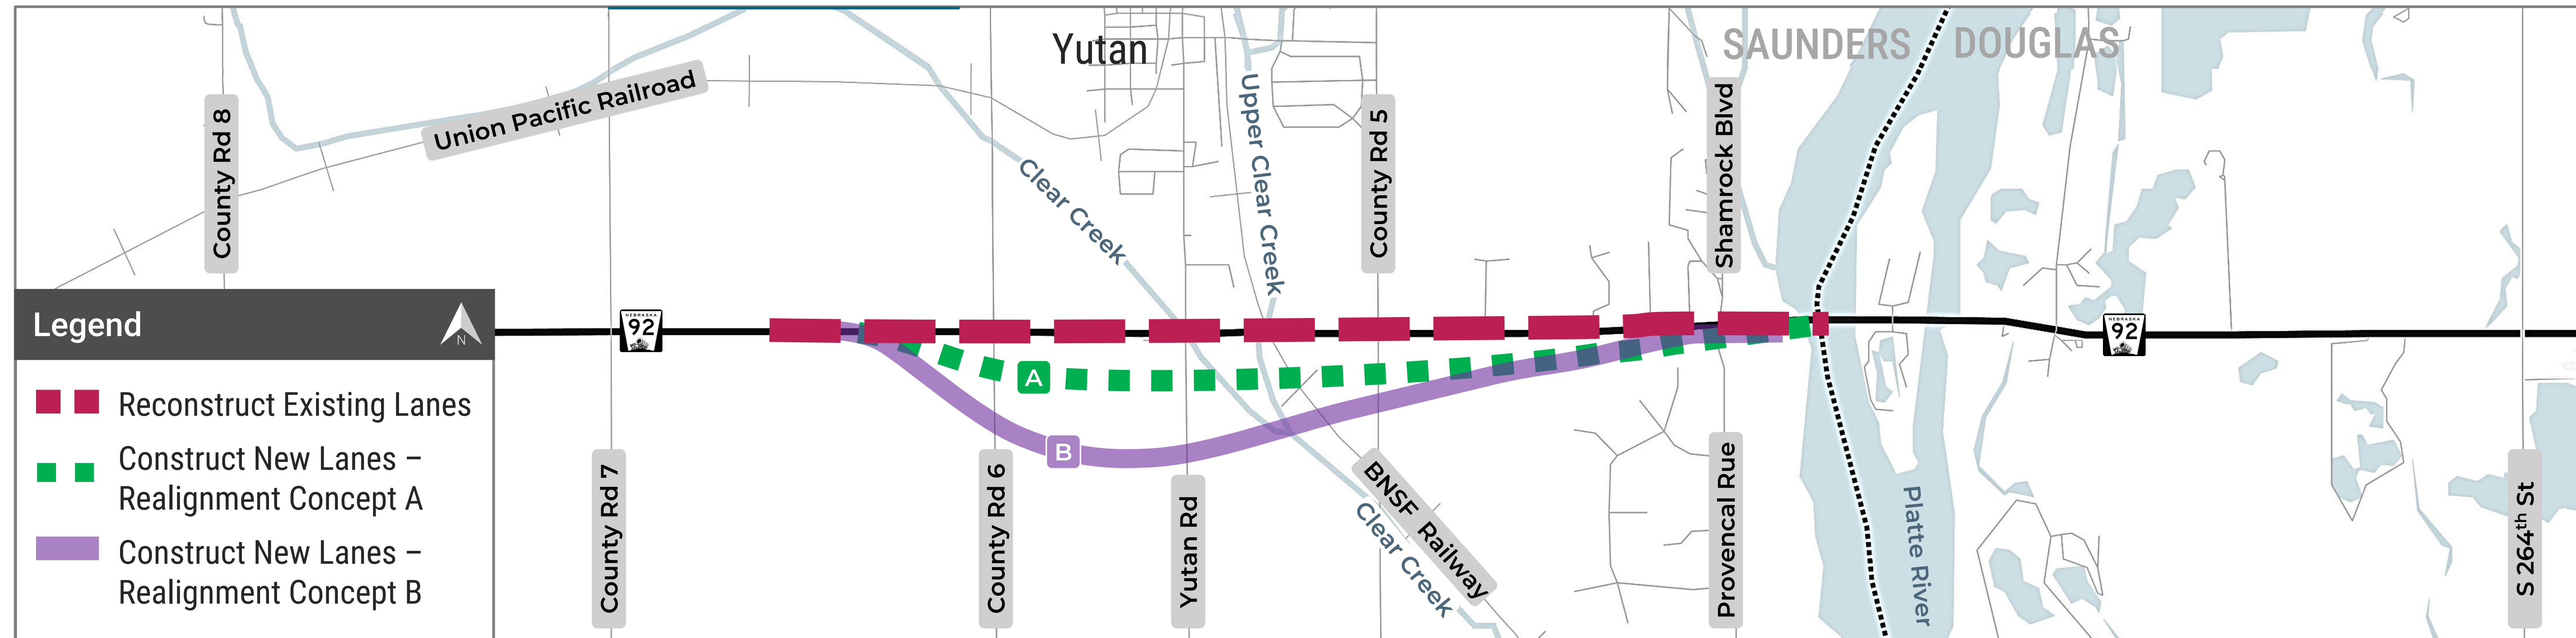 Yutan
SAUNDERS
DOUGLAS
County Rd 8
Union Pacific Railroad
Clear Creek
Upper Clear Creek
County Rd 5
Shamrock Blvd
Legend
N
NEBRASKA
92
NEBRASKA
92
A
B
Reconstruct Existing Lanes
Construct New Lanes –
Realignment Concept A
Construct New Lanes –
Realignment Concept B
County Rd 7
County Rd 6
Yutan Rd
BNSF Railway
Clear Creek
Provencal Rue
Platte River
S 264th St